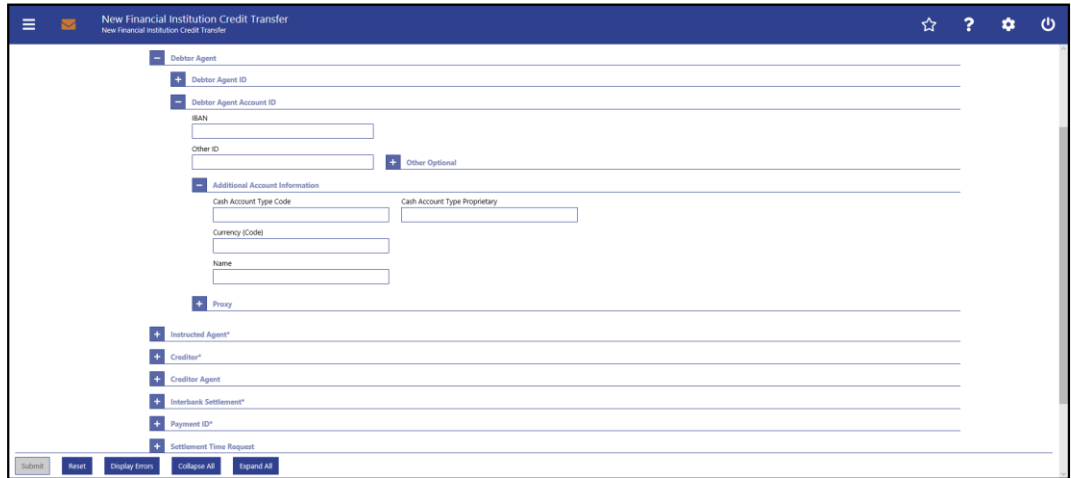 New Financial Institution Credit Transfer
New Financial Institution Credit Transfer
Debtor Agent
Debtor Agent ID
Debtor Agent Account ID
IBAN
Other ID
Other Optional
Additional Account Information
Cash Account Type Code Cash Account Type Proprietary
Currency (Code)
Name
Proxy
Instructed Agent*
Creditor*
Creditor Agent
Interbank Settlement*
Payment ID*
Settlement Time Request
Submit Reset Display Errors Collapse All Expand All